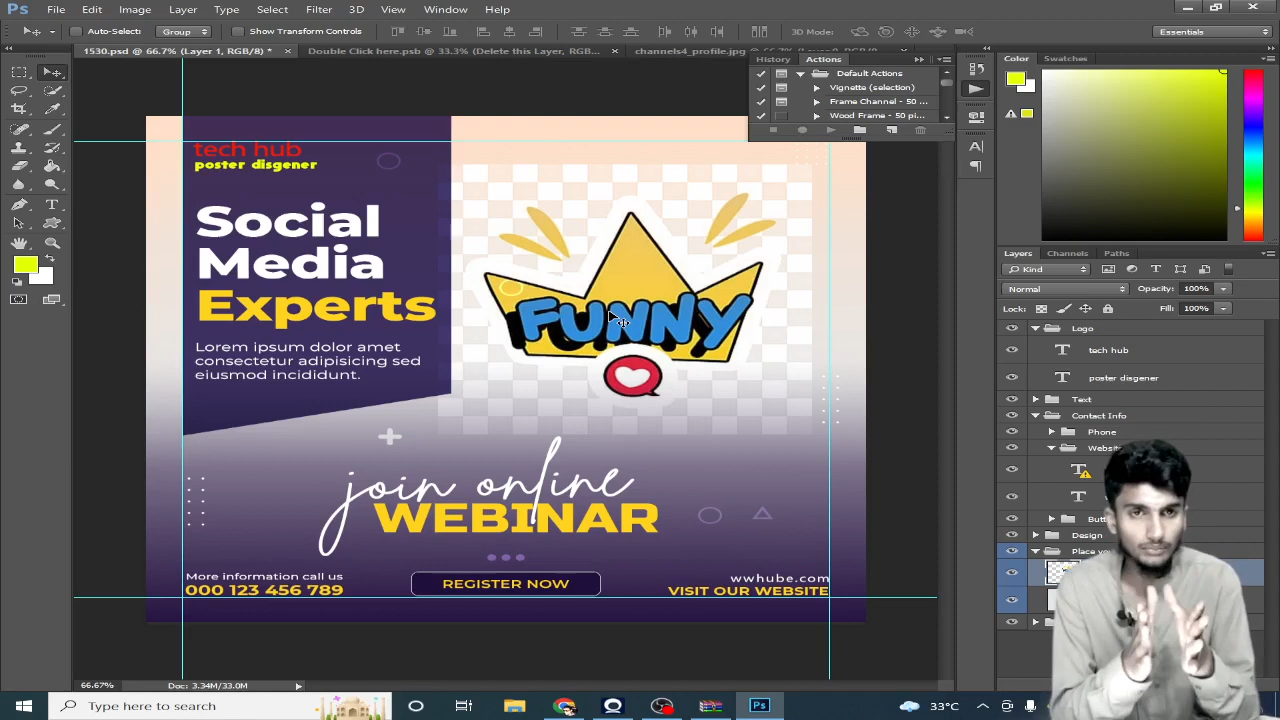 Ps File Edit Image Layer Type Select Filter 3D View Window Help
Auto-Select: Group Show Transform Controls 3D Mode: Essentials
1530.psd @ 66.7% (Layer 1, RGB/8) * × Double Click here.psb @ 33.3% (Delete this Layer, RGB... × channels4_profile.jpg
History Actions
Default Actions
Vignette (selection)
Frame Channel - 50 ...
Wood Frame - 50 pi...
Color Swatches
Layers Channels Paths
Kind
Normal Opacity: 100%
Lock: Fill: 100%
Logo
T tech hub
T poster disgener
Text
Contact Info
Phone
Design
tech hub
poster disgener
Social
Media
Experts
Lorem ipsum dolor amet
consectetur adipisicing sed
eiusmod incididunt.
FUNNY
join online
WEBINAR
More information call us
000 123 456 789
REGISTER NOW
wwhube.com
VISIT OUR WEBSITE
66.67% Doc: 3.34M/33.0M
Type here to search
Ps
33°C